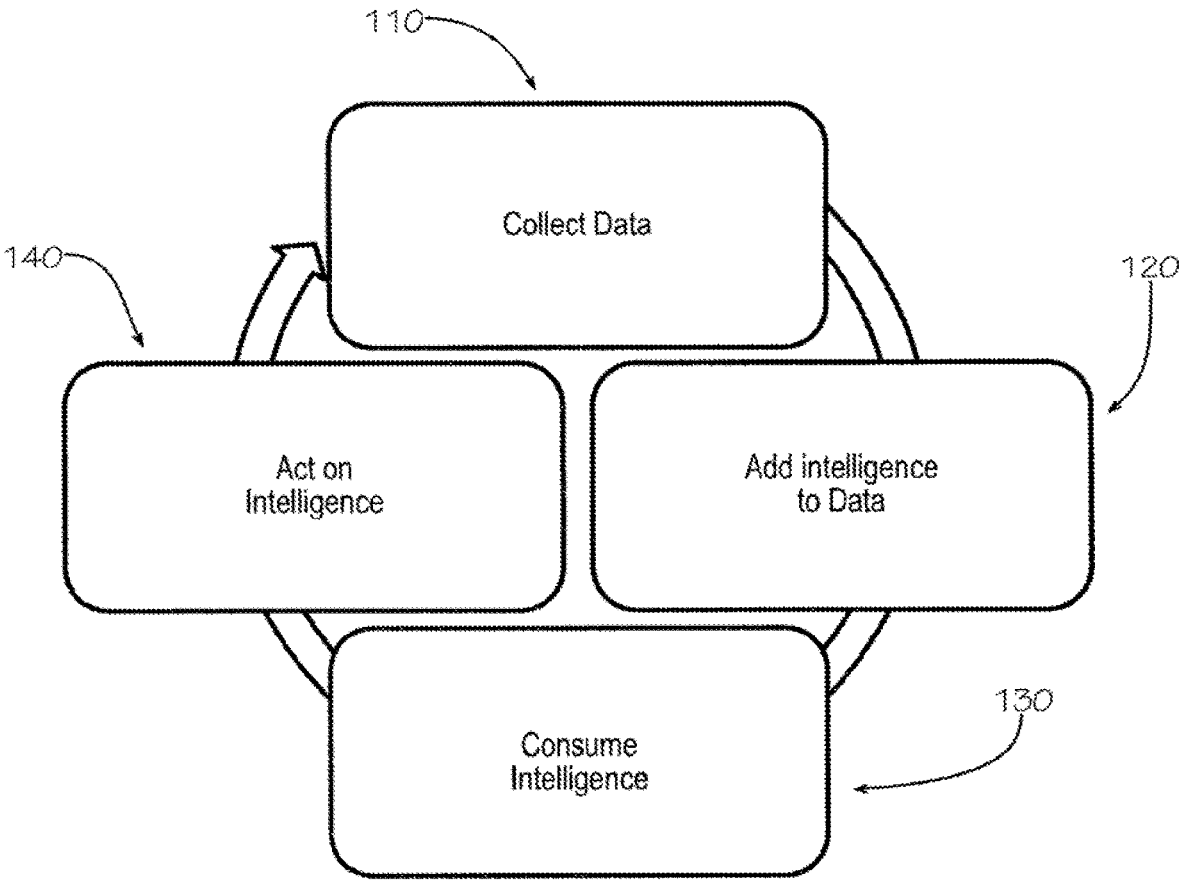 110
Collect Data
140
120
Act on
Intelligence
Add intelligence
to Data
130
Consume
Intelligence